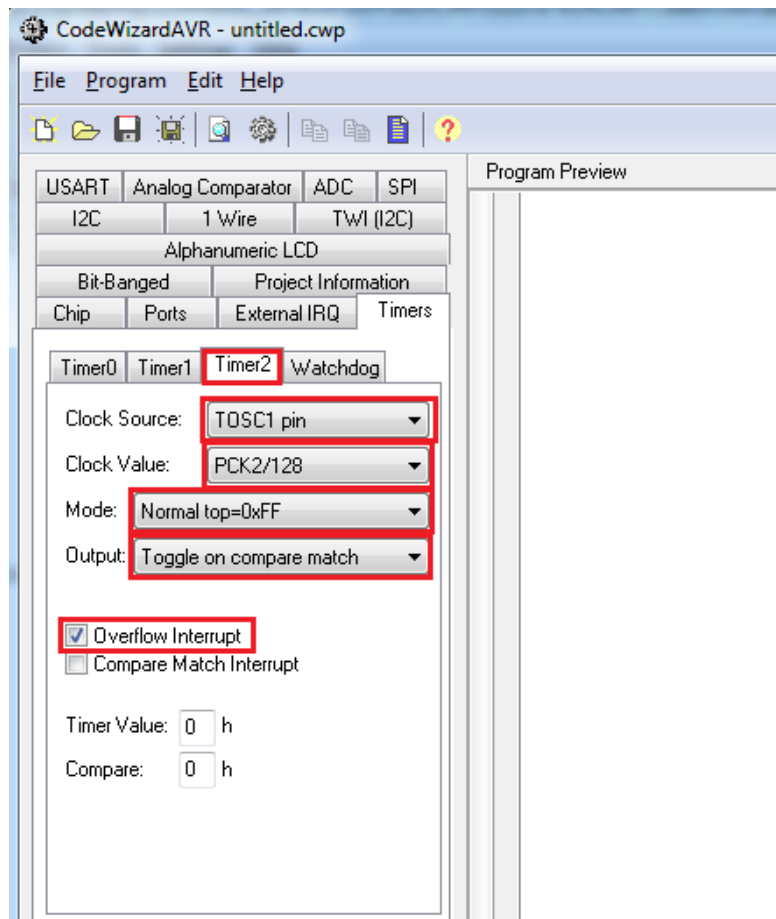 CodeWizardAVR - untitled.cwp
File Program Edit Help
USART Analog Comparator ADC SPI
I2C 1 Wire TWI (I2C)
Alphanumeric LCD
Bit-Banged Project Information
Chip Ports External IRQ Timers
Timer0 Timer1 Timer2 Watchdog
Clock Source: TOSC1 pin
Clock Value: PCK2/128
Mode: Normal top=0xFF
Output: Toggle on compare match
Overflow Interrupt
Compare Match Interrupt
Timer Value: 0 h
Compare: 0 h
Program Preview